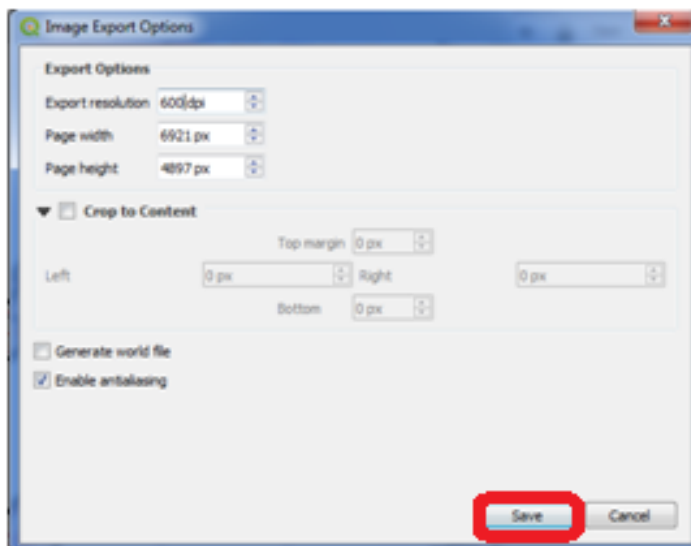 Image Export Options
Export Options
Export resolution 600 dpi
Page width 6921 px
Page height 4897 px
Crop to Content
Top margin 0 px
Left 0 px Right 0 px
Bottom 0 px
Generate world file
Enable antialiasing
Save Cancel